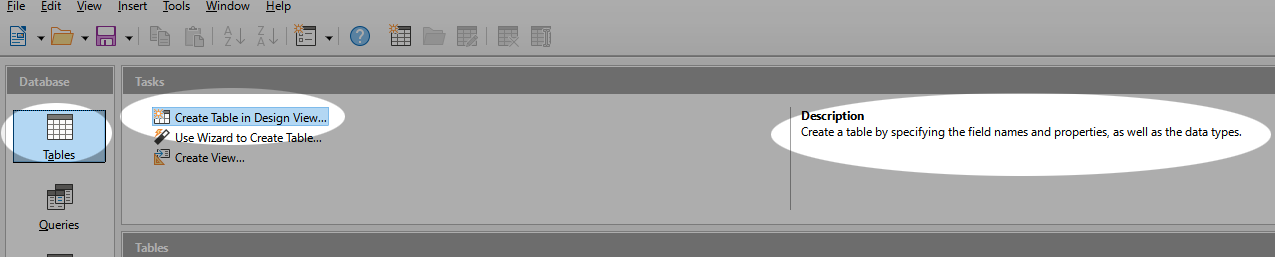 File Edit View Insert Tools Window Help
Database
Tasks
Tables
Queries
Create Table in Design View...
Use Wizard to Create Table...
Create View...
Description
Create a table by specifying the field names and properties, as well as the data types.
Tables